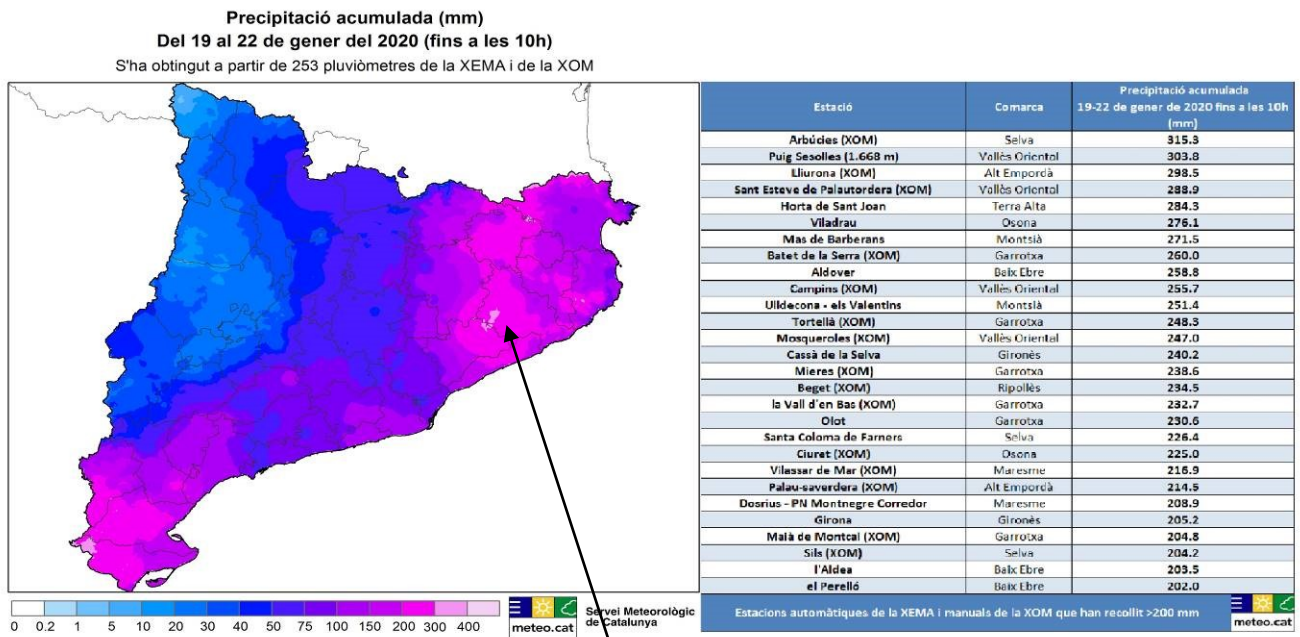 Precipitació acumulada (mm)
Del 19 al 22 de gener del 2020 (fins a les 10h)
S'ha obtingut a partir de 253 pluviòmetres de la XEMA i de la XOM
0 0.2 1 5 10 20 30 40 50 75 100 150 200 300 400
meteo.cat
Servei Meteorològic
de Catalunya
Estació Comarca Precipitació acumulada
19-22 de gener de 2020 fins a les 10h
(mm)
Arbúcies (XOM) Selva 315.3
Puig Sesolles (1.668 m) Vallès Oriental 303.8
Lliurona (XOM) Alt Empordà 298.5
Sant Esteve de Palautordera (XOM) Vallès Oriental 288.9
Horta de Sant Joan Terra Alta 284.3
Viladrau Osona 276.1
Mas de Barberans Montsià 271.5
Batet de la Serra (XOM) Garrotxa 260.0
Aldover Baix Ebre 258.8
Campins (XOM) Vallès Oriental 255.7
Ulldecona - els Valentins Montsià 251.4
Tortellà (XOM) Garrotxa 248.3
Mosqueroles (XOM) Vallès Oriental 247.0
Cassà de la Selva Gironès 240.2
Mieres (XOM) Garrotxa 238.6
Beget (XOM) Ripollès 234.5
la Vall d'en Bas (XOM) Garrotxa 232.7
Olot Garrotxa 230.6
Santa Coloma de Farners Selva 226.4
Ciuret (XOM) Osona 225.0
Vilassar de Mar (XOM) Maresme 216.9
Palau-saverdera (XOM) Alt Empordà 214.5
Dosrius - PN Montnegre Corredor Maresme 208.9
Girona Gironès 205.2
Maià de Montcal (XOM) Garrotxa 204.8
Sils (XOM) Selva 204.2
l'Aldea Baix Ebre 203.5
el Perelló Baix Ebre 202.0
Estacions automàtiques de la XEMA i manuals de la XOM que han recollit >200 mm
meteo.cat